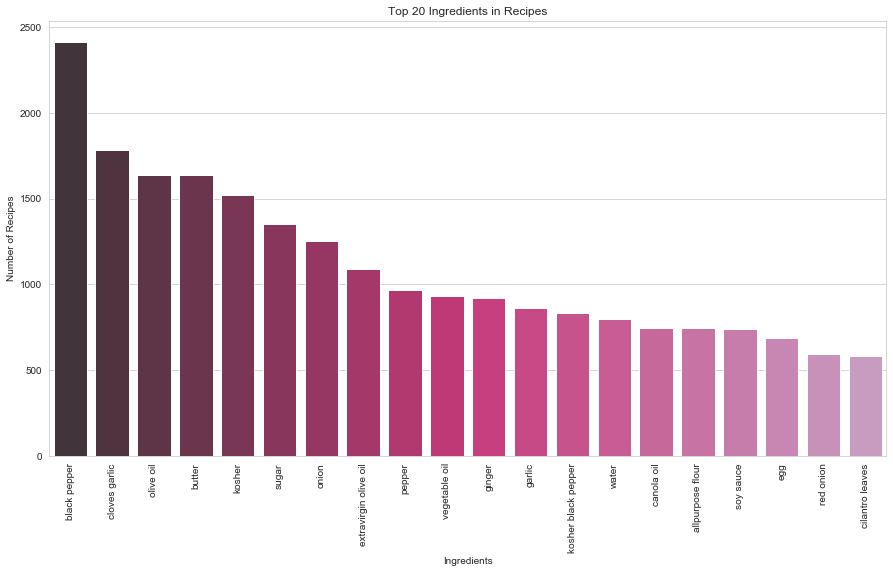 Top 20 Ingredients in Recipes
Number of Recipes
2500
2000
1500
1000
500
0
black pepper
cloves garlic
olive oil
butter
kosher
sugar
onion
extravirgin olive oil
pepper
vegetable oil
ginger
garlic
kosher black pepper
water
canola oil
allpurpose flour
soy sauce
egg
red onion
cilantro leaves
Ingredients